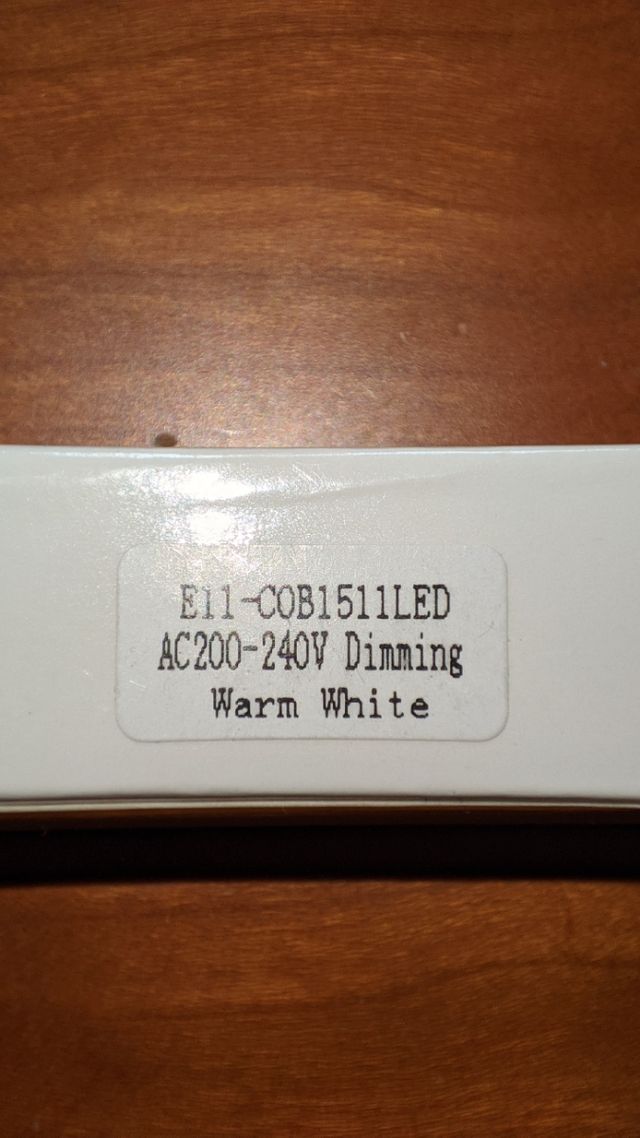 E11-COB1511LED
AC200-240V Dimming
Warm White